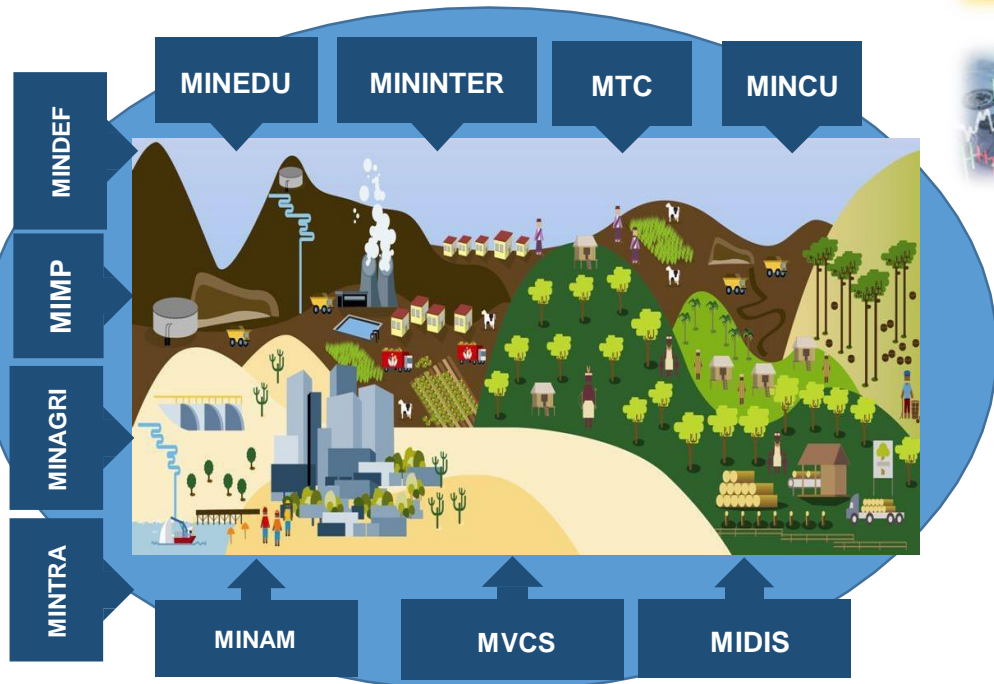 MINEDU
MININTER
MTC
MINCU
MINDEF
MIMP
MINAGRI
MINTRA
MINAM
MVCS
MIDIS